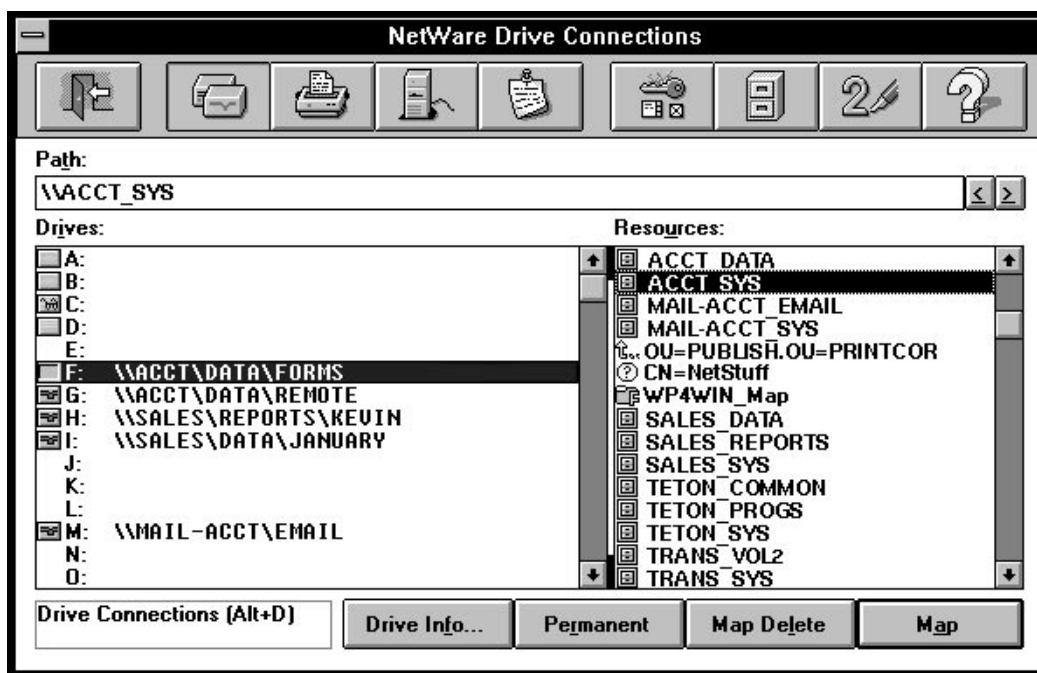 NetWare Drive Connections
2
?
Path:
\\ACCT_SYS
< >
Drives:
A:
B:
C:
D:
E:
F: \\ACCT\DATA\FORMS
G: \\ACCT\DATA\REMOTE
H: \\SALES\REPORTS\KEVIN
I: \\SALES\DATA\JANUARY
J:
K:
L:
M: \\MAIL-ACCT\EMAIL
N:
O:
Resources:
ACCT_DATA
ACCT_SYS
MAIL-ACCT_EMAIL
MAIL-ACCT_SYS
OU=PUBLISH.OU=PRINTCOR
? CN=NetStuff
WP4WIN_Map
SALES_DATA
SALES_REPORTS
SALES_SYS
TETON_COMMON
TETON_PROGS
TETON_SYS
TRANS_VOL2
TRANS_SYS
Drive Connections (Alt+D)
Drive Info...
Permanent
Map Delete
Map